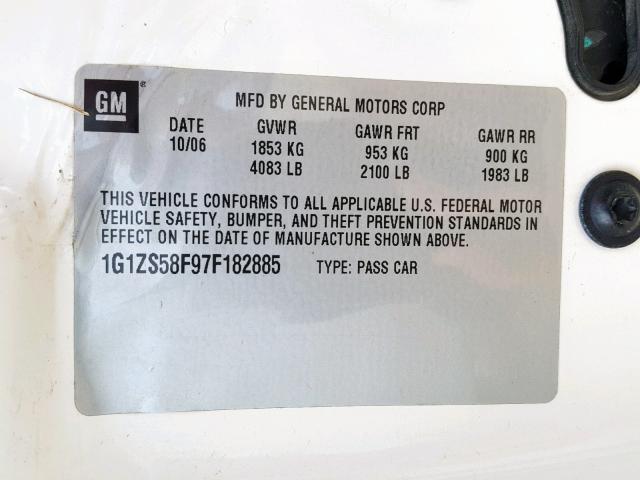 GM ®
MFD BY GENERAL MOTORS CORP
DATE GVWR GAWR FRT GAWR RR
10/06 1853 KG 953 KG 900 KG
4083 LB 2100 LB 1983 LB
THIS VEHICLE CONFORMS TO ALL APPLICABLE U.S. FEDERAL MOTOR
VEHICLE SAFETY, BUMPER, AND THEFT PREVENTION STANDARDS IN
EFFECT ON THE DATE OF MANUFACTURE SHOWN ABOVE.
1G1ZS58F97F182885 TYPE: PASS CAR